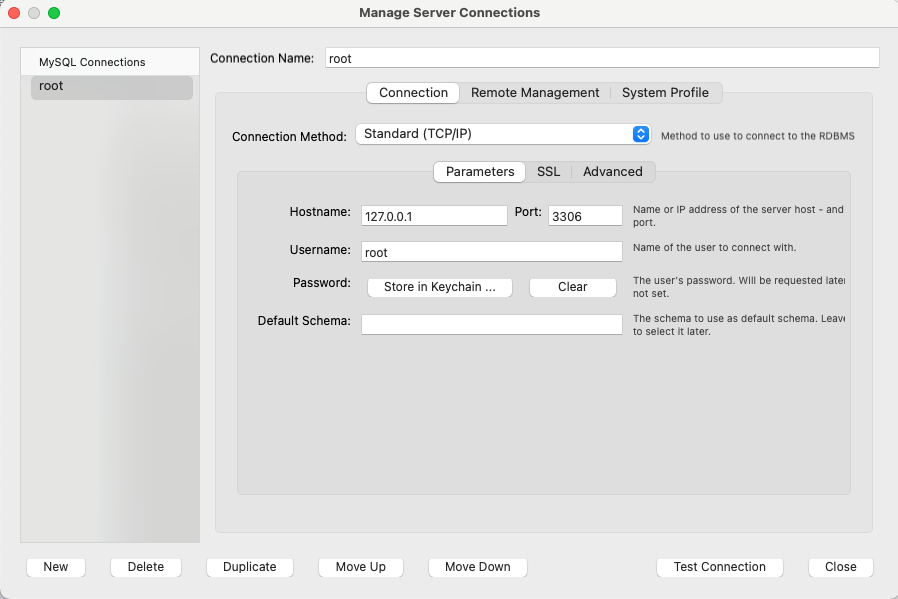 Manage Server Connections
MySQL Connections
root
Connection Name: root
Connection Remote Management System Profile
Connection Method: Standard (TCP/IP) Method to use to connect to the RDBMS
Parameters SSL Advanced
Hostname: 127.0.0.1 Port: 3306 Name or IP address of the server host - and
port.
Username: root Name of the user to connect with.
Password: Store in Keychain ... Clear The user's password. Will be requested later
not set.
Default Schema: The schema to use as default schema. Leave
to select it later.
New Delete Duplicate Move Up Move Down Test Connection Close